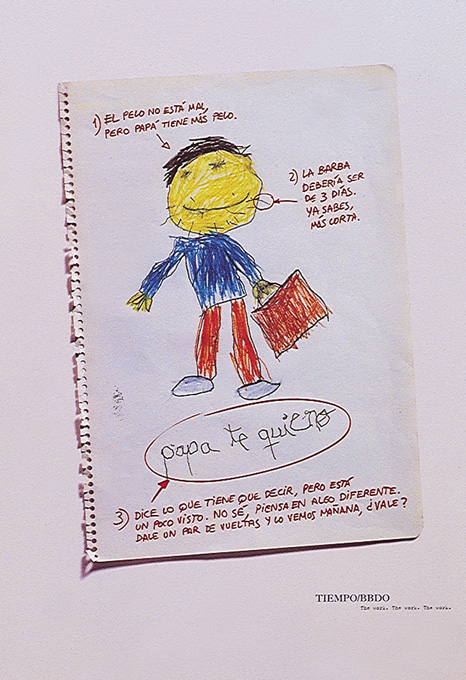 1) EL PELO NO ESTÁ MAL,
PERO PAPÁ TIENE MÁS PELO.
2) LA BARBA
DEBERÍA SER
DE 3 DÍAS.
YA SABES,
MÁS CORTA.
papa te quiero
3) DICE LO QUE TIENE QUE DECIR, PERO ESTÁ
UN POCO VISTO. NO SÉ, PIENSA EN ALGO DIFERENTE.
DALE UN PAR DE VUELTAS Y LO VEMOS MAÑANA, ¿VALE?
TIEMPO/BBDO
The work. The work. The work.